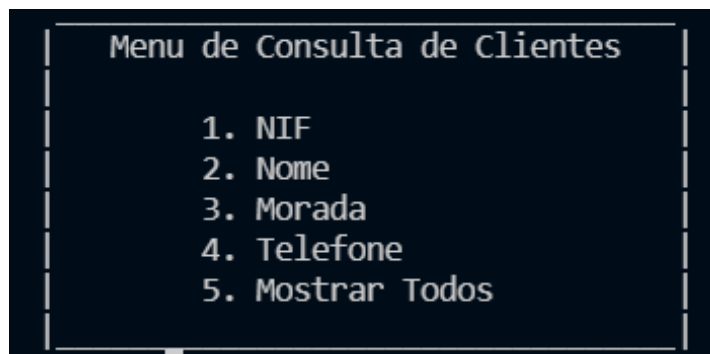 Menu de Consulta de Clientes
1. NIF
2. Nome
3. Morada
4. Telefone
5. Mostrar Todos